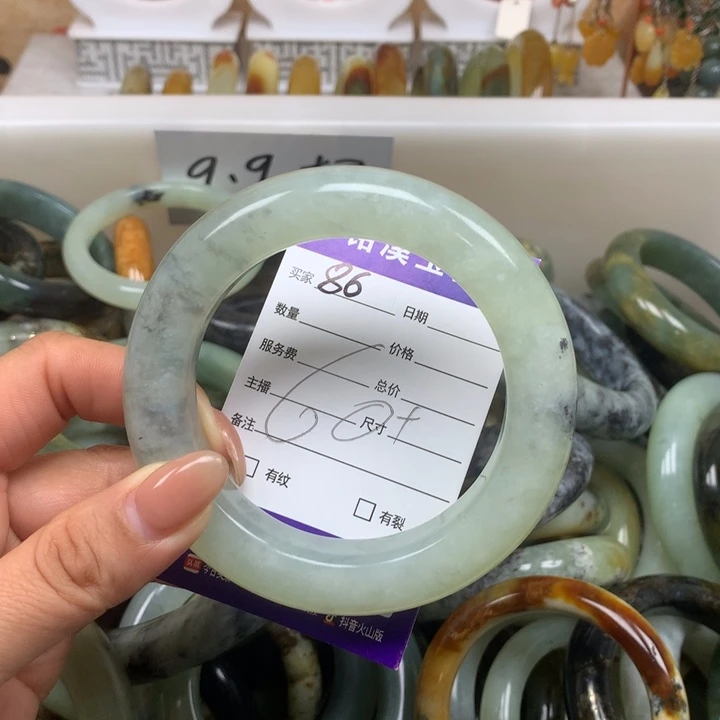 9.9
买家 86 日期
数量 价格
服务费 总价
主播 尺寸
60+
备注
有纹
有裂
抖音火山版